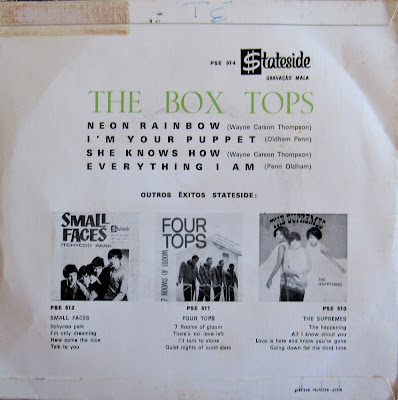 TE
PSE 514 $tateside
GRAVAÇÃO MALA
THE BOX TOPS
NEON RAINBOW (Wayne Carson Thompson)
I'M YOUR PUPPET (Oldham Penn)
SHE KNOWS HOW (Wayne Carson Thompson)
EVERYTHING I AM (Penn Oldham)
OUTROS ÊXITOS STATESIDE:
SMALL
FACES
ITCHYCOO PARK
FOUR
TOPS
7 ROOMS OF GLOOM
THE SUPREMES
THE
HAPPENING
PSE 512
SMALL FACES
Itchycoo park
I'm only dreaming
Here some the nice
Talk to you
PSE 511
FOUR TOPS
7 Rooms of gloom
There's no love left
I'll turn to stone
Quiet nights of quiet stars
PSE 510
THE SUPREMES
The happening
All I know about you
Love is here and know you're gone
Going down for the third time